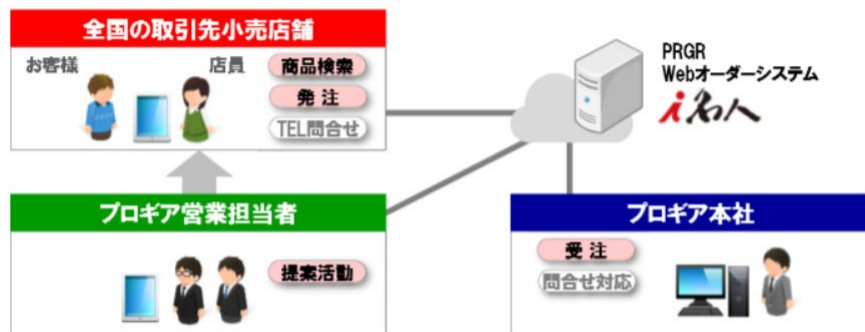 全国の取引先小売店舗
お客様
店員
商品検索
発注
TEL問合せ
PRGR
Webオーダーシステム
i名人
プロギア営業担当者
提案活動
プロギア本社
受注
問合せ対応